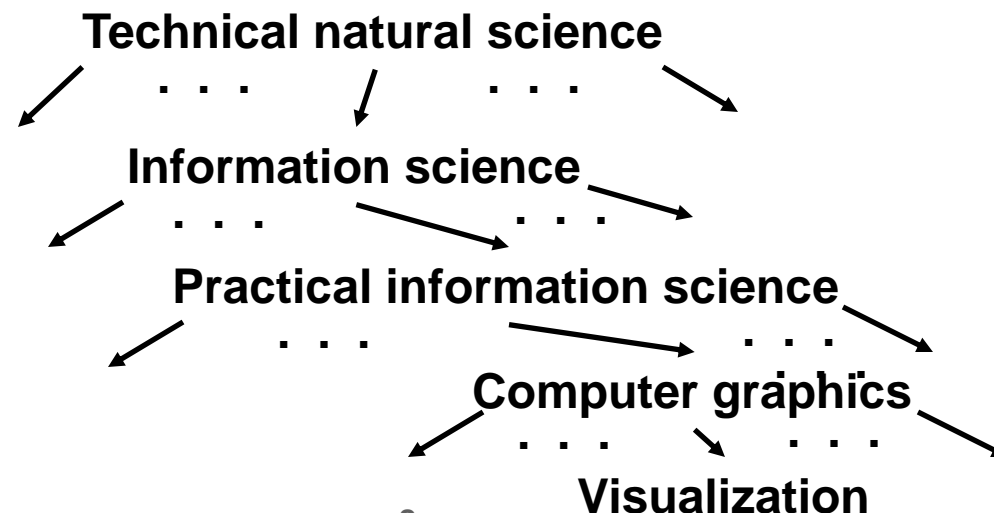 Technical natural science
. . . . . .
Information science
. . . . . .
Practical information science
. . . . . .
. . .
Computer graphics
. . . . . .
Visualization